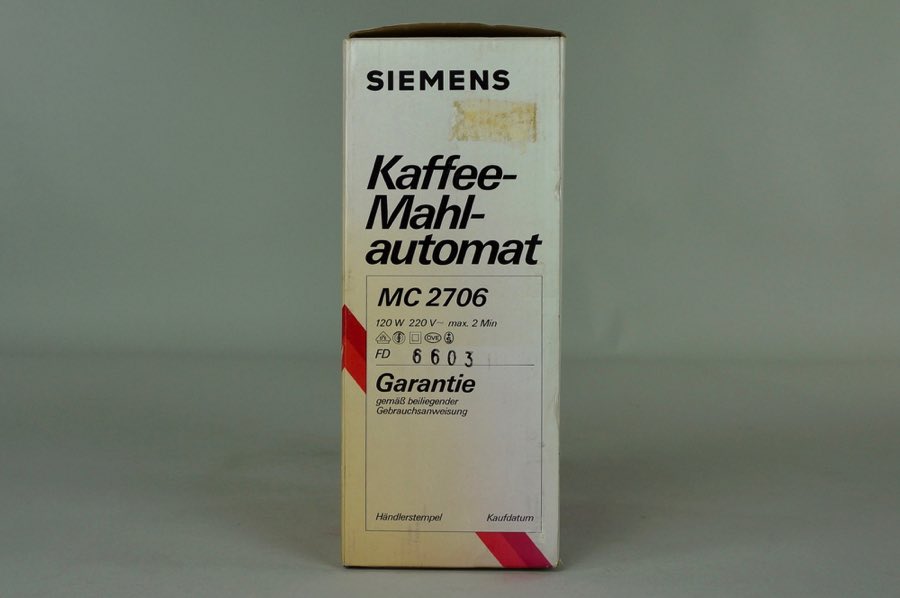 SIEMENS
Kaffee-
Mahl-
automat
MC 2706
120 W 220 V~ max. 2 Min
FD 6603
Garantie
gemäß beiliegender
Gebrauchsanweisung
Händlerstempel Kaufdatum